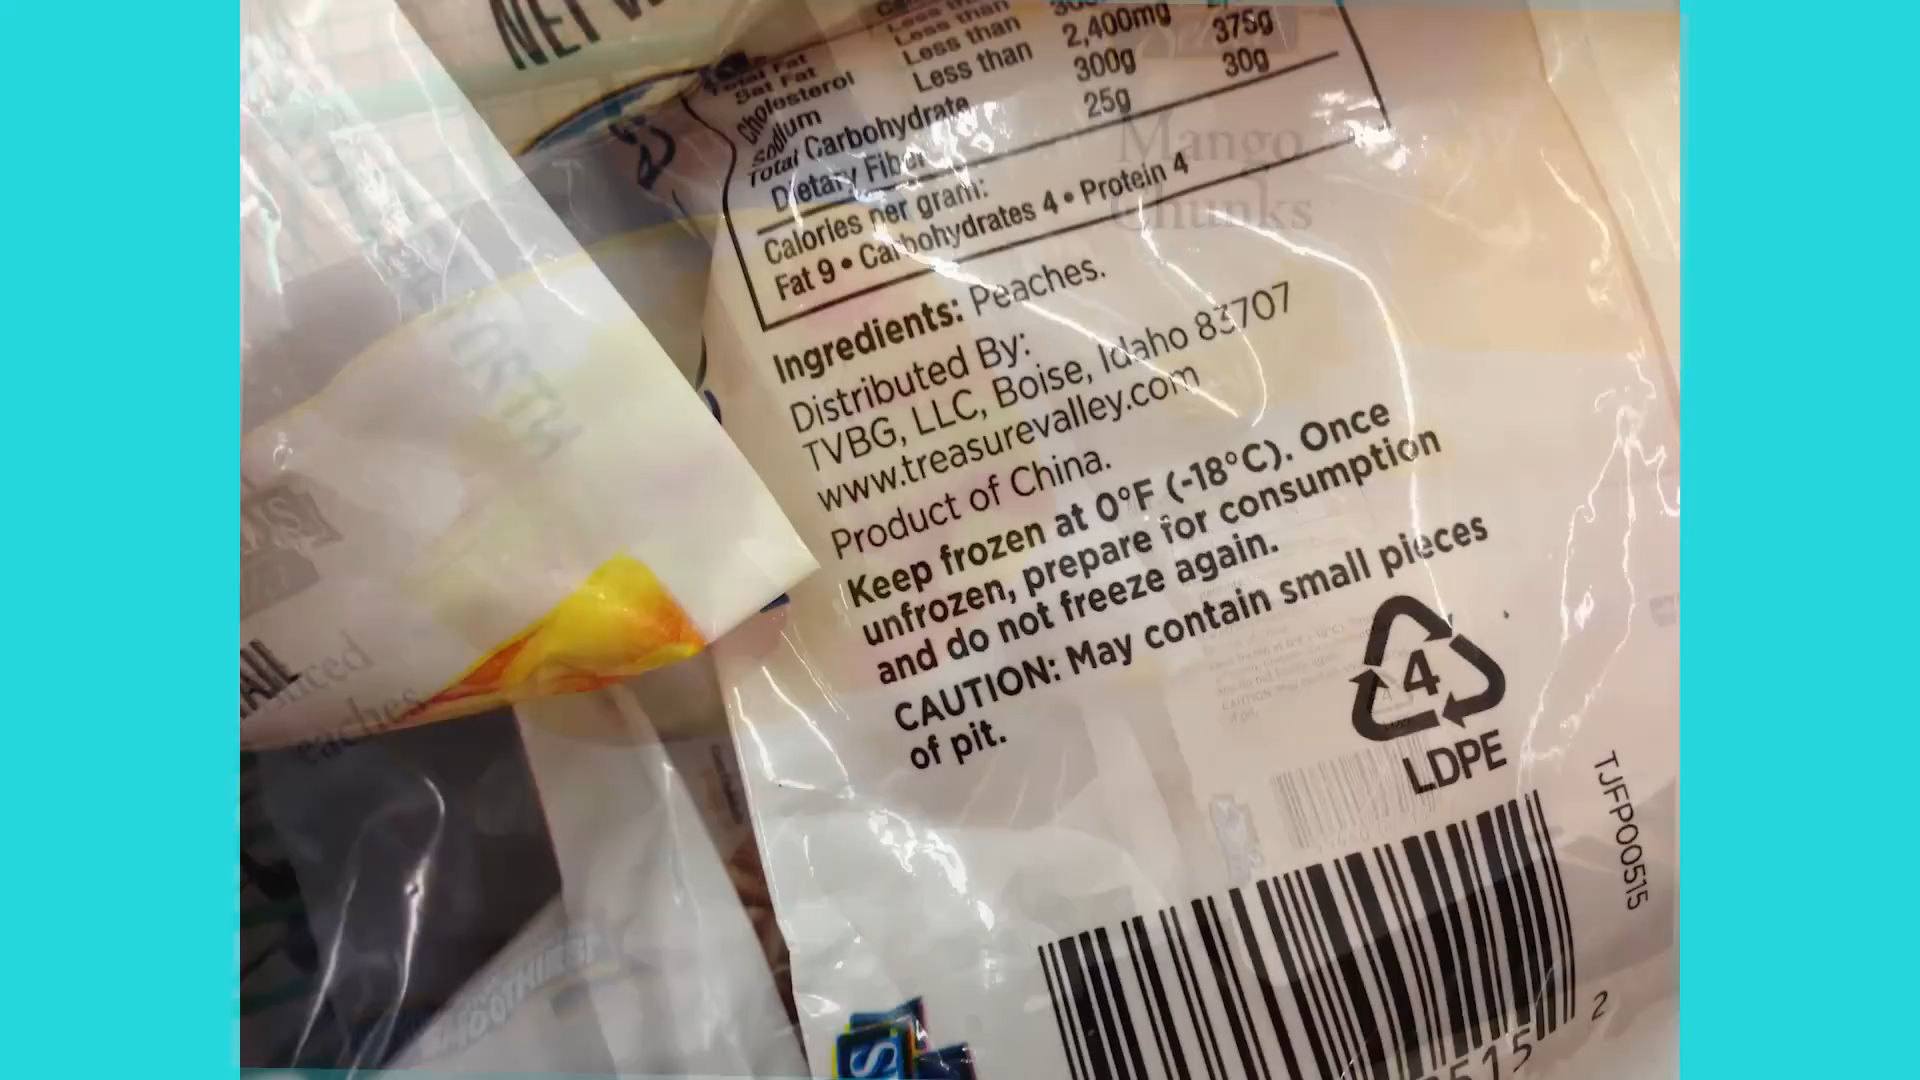 NET
Less than
Less than 2,400mg
Less than 300g 375g
25g 30g
Total Fat
Sat Fat
Cholesterol
Sodium
Total Carbohydrate
Dietary Fiber
Calories per gram:
Fat 9 • Carbohydrates 4 • Protein 4
Mango
Chunks
Ingredients: Peaches.
Distributed By:
TVBG, LLC, Boise, Idaho 83707
www.treasurevalley.com
Product of China.
Keep frozen at 0°F (-18°C). Once
unfrozen, prepare for consumption
and do not freeze again.
CAUTION: May contain small pieces
of pit.
4
LDPE
TJFP00515
515 2